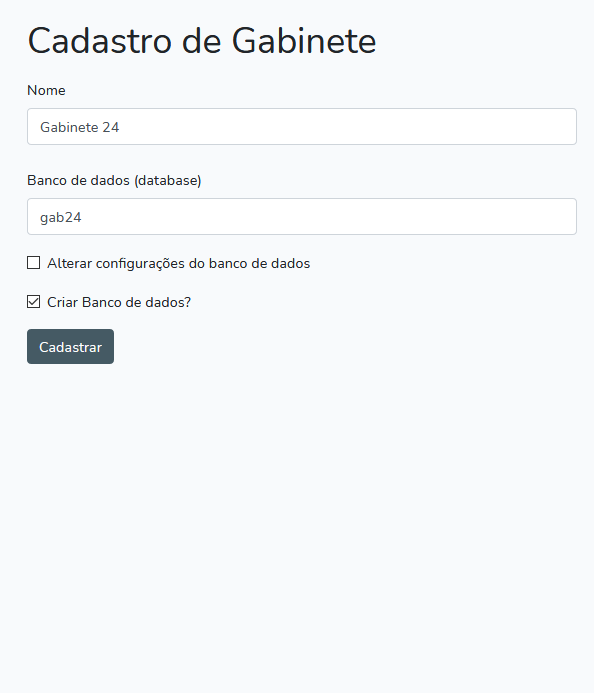 Cadastro de Gabinete
Nome
Gabinete 24
Banco de dados (database)
gab24
Alterar configurações do banco de dados
Criar Banco de dados?
Cadastrar